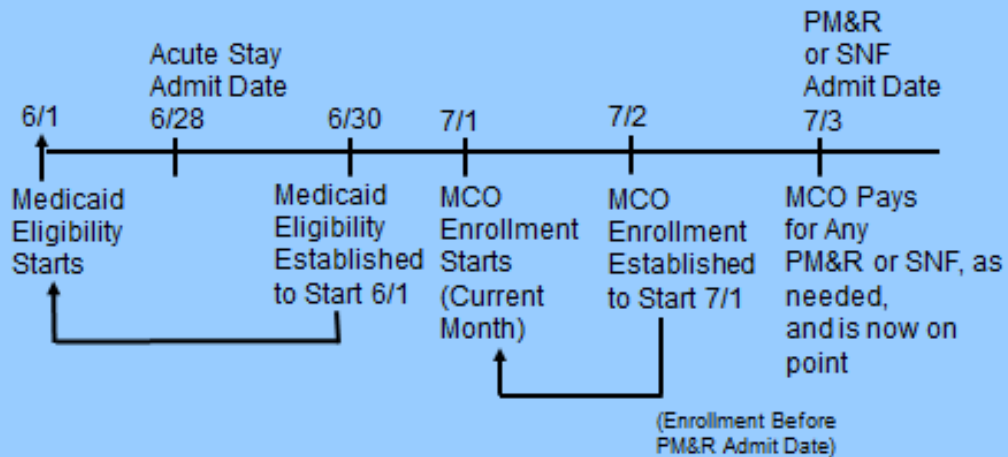 PM&R
or SNF
Admit Date
7/3
Acute Stay
Admit Date
6/28
6/1
6/30
7/1
7/2
Medicaid
Eligibility
Starts
Medicaid
Eligibility
Established
to Start 6/1
MCO
Enrollment
Starts
(Current
Month)
MCO
Enrollment
Established
to Start 7/1
MCO Pays
for Any
PM&R or SNF, as
needed,
and is now on
point
(Enrollment Before
PM&R Admit Date)